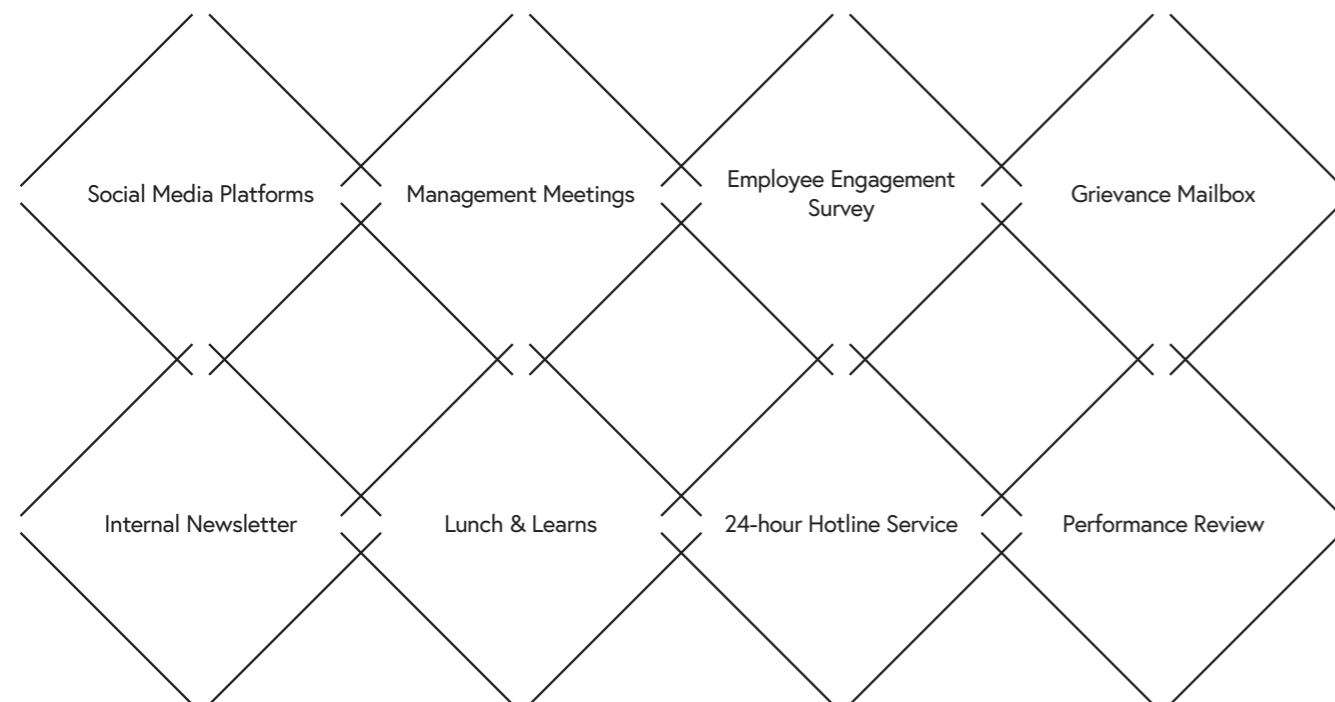 Social Media Platforms
Management Meetings
Employee Engagement
Survey
Grievance Mailbox
Internal Newsletter
Lunch & Learns
24-hour Hotline Service
Performance Review